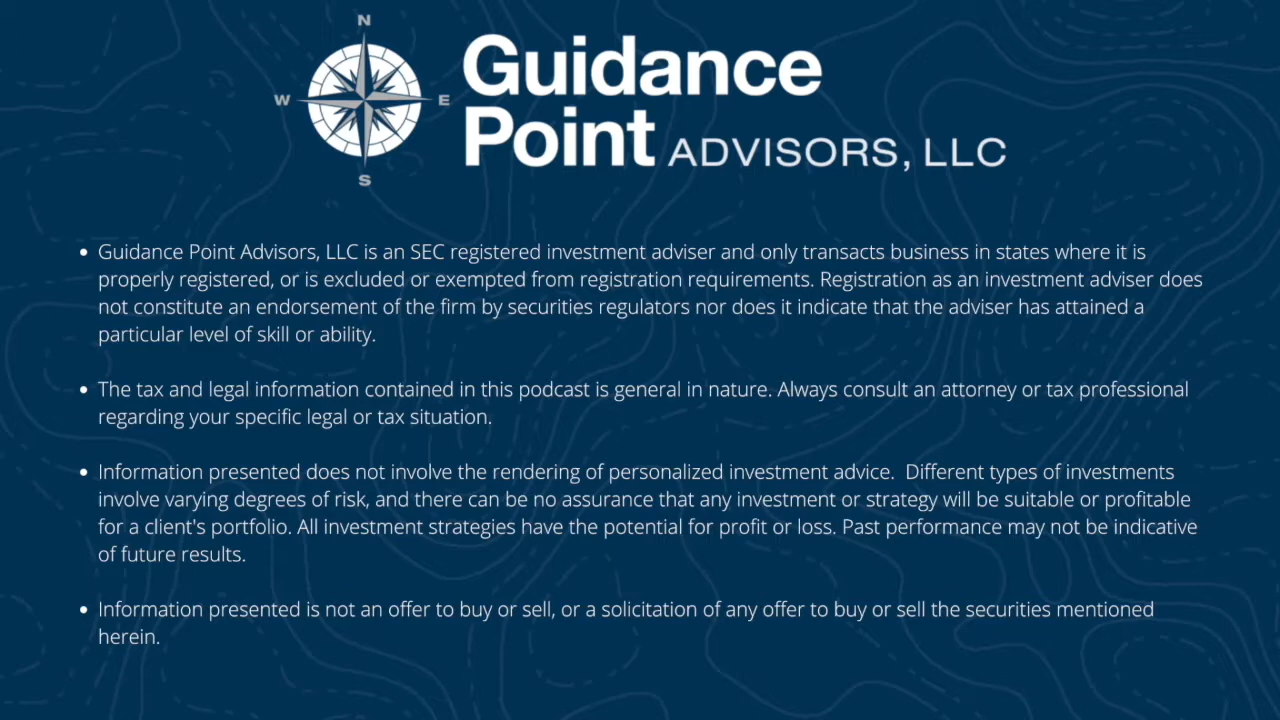 N
W
E
S
Guidance
Point ADVISORS, LLC
• Guidance Point Advisors, LLC is an SEC registered investment adviser and only transacts business in states where it is
properly registered, or is excluded or exempted from registration requirements. Registration as an investment adviser does
not constitute an endorsement of the firm by securities regulators nor does it indicate that the adviser has attained a
particular level of skill or ability.
• The tax and legal information contained in this podcast is general in nature. Always consult an attorney or tax professional
regarding your specific legal or tax situation.
• Information presented does not involve the rendering of personalized investment advice.  Different types of investments
involve varying degrees of risk, and there can be no assurance that any investment or strategy will be suitable or profitable
for a client's portfolio. All investment strategies have the potential for profit or loss. Past performance may not be indicative
of future results.
• Information presented is not an offer to buy or sell, or a solicitation of any offer to buy or sell the securities mentioned
herein.